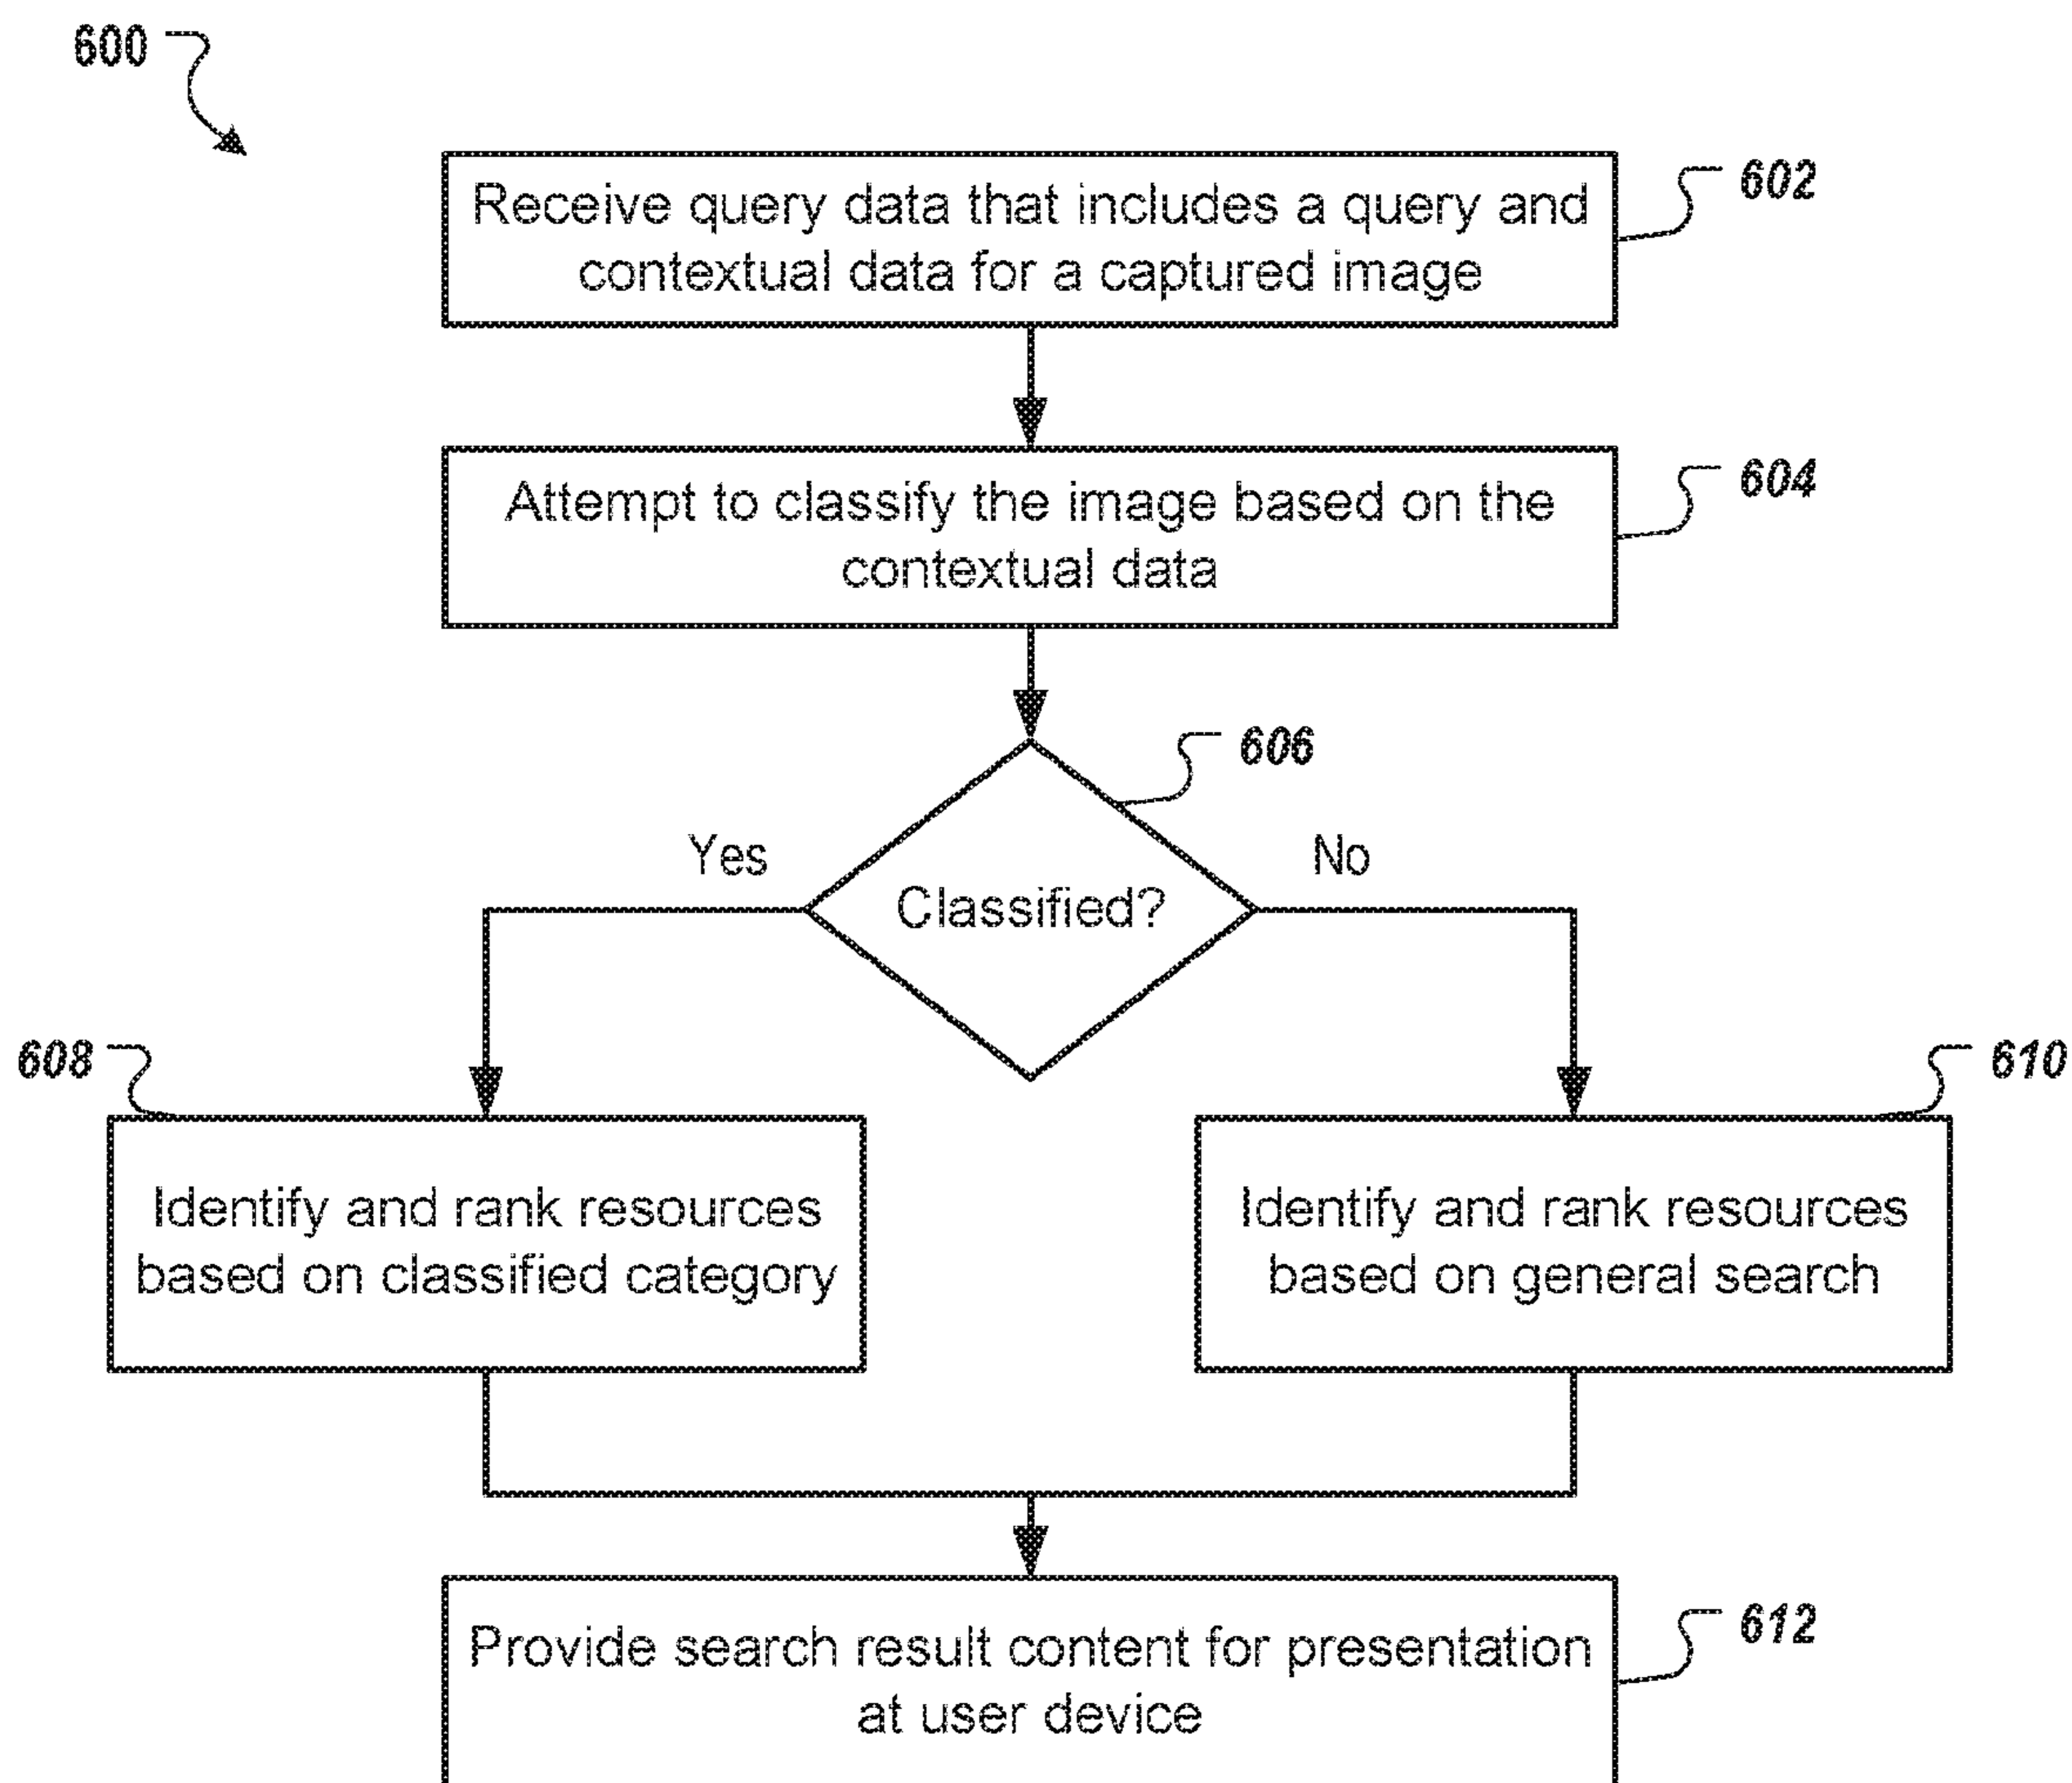 600
Receive query data that includes a query and
contextual data for a captured image
602
Attempt to classify the image based on the
contextual data
604
606
Yes
No
Classified?
608
610
Identify and rank resources
based on classified category
Identify and rank resources
based on general search
Provide search result content for presentation
at user device
612